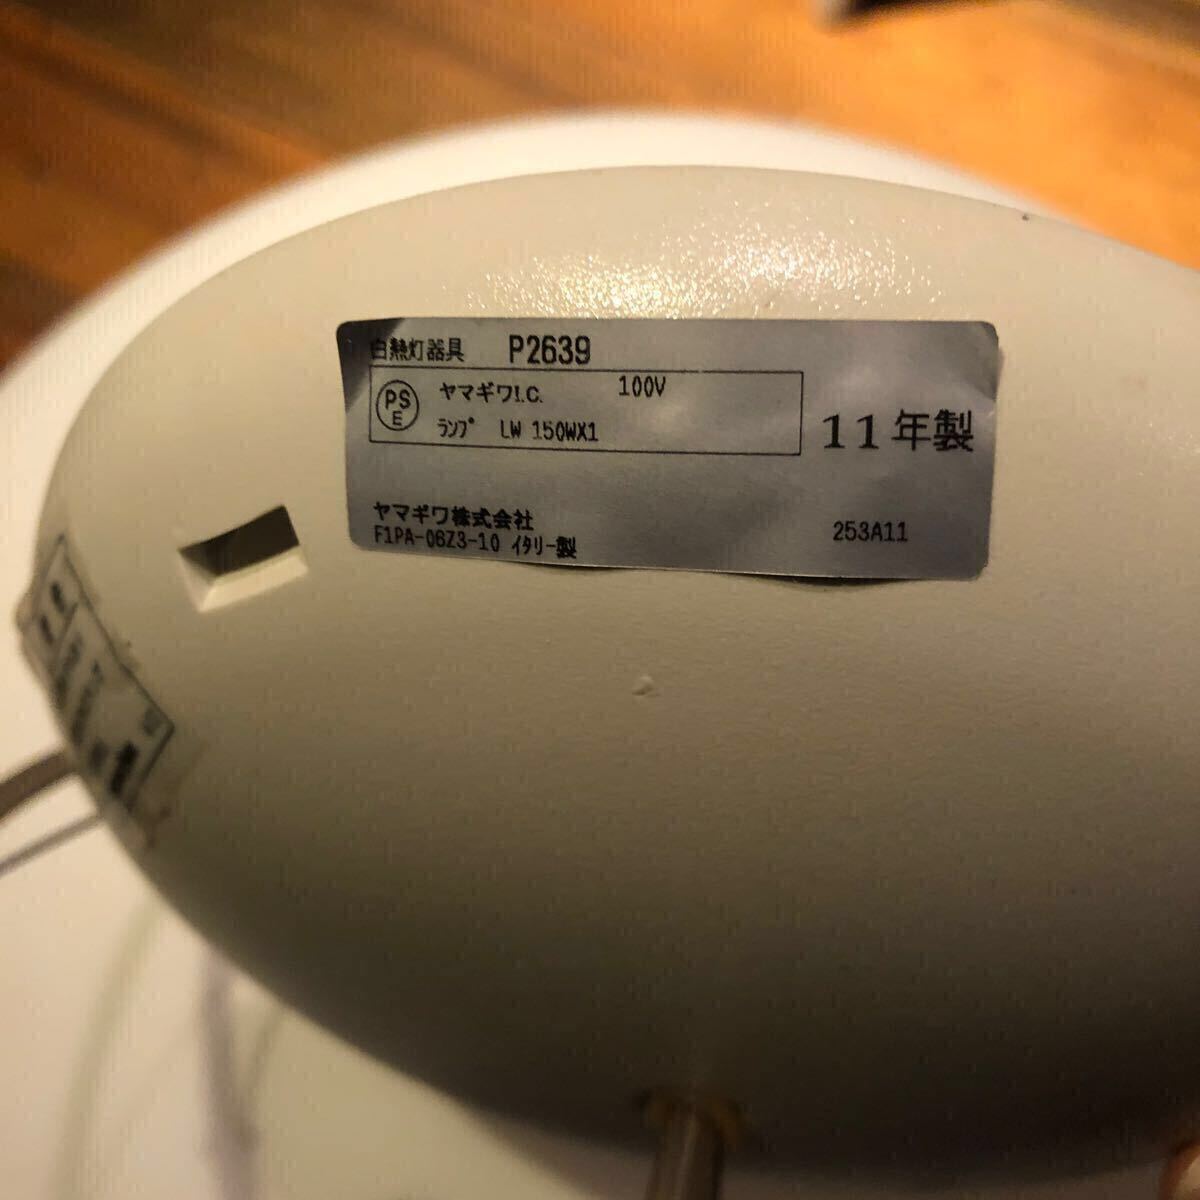 白熱灯器具 P2639
PS
E
ヤマギワI.C. 100V
ランプ LW 150WX1
11年製
ヤマギワ株式会社
F1PA-06Z3-10 イタリー製
253A11